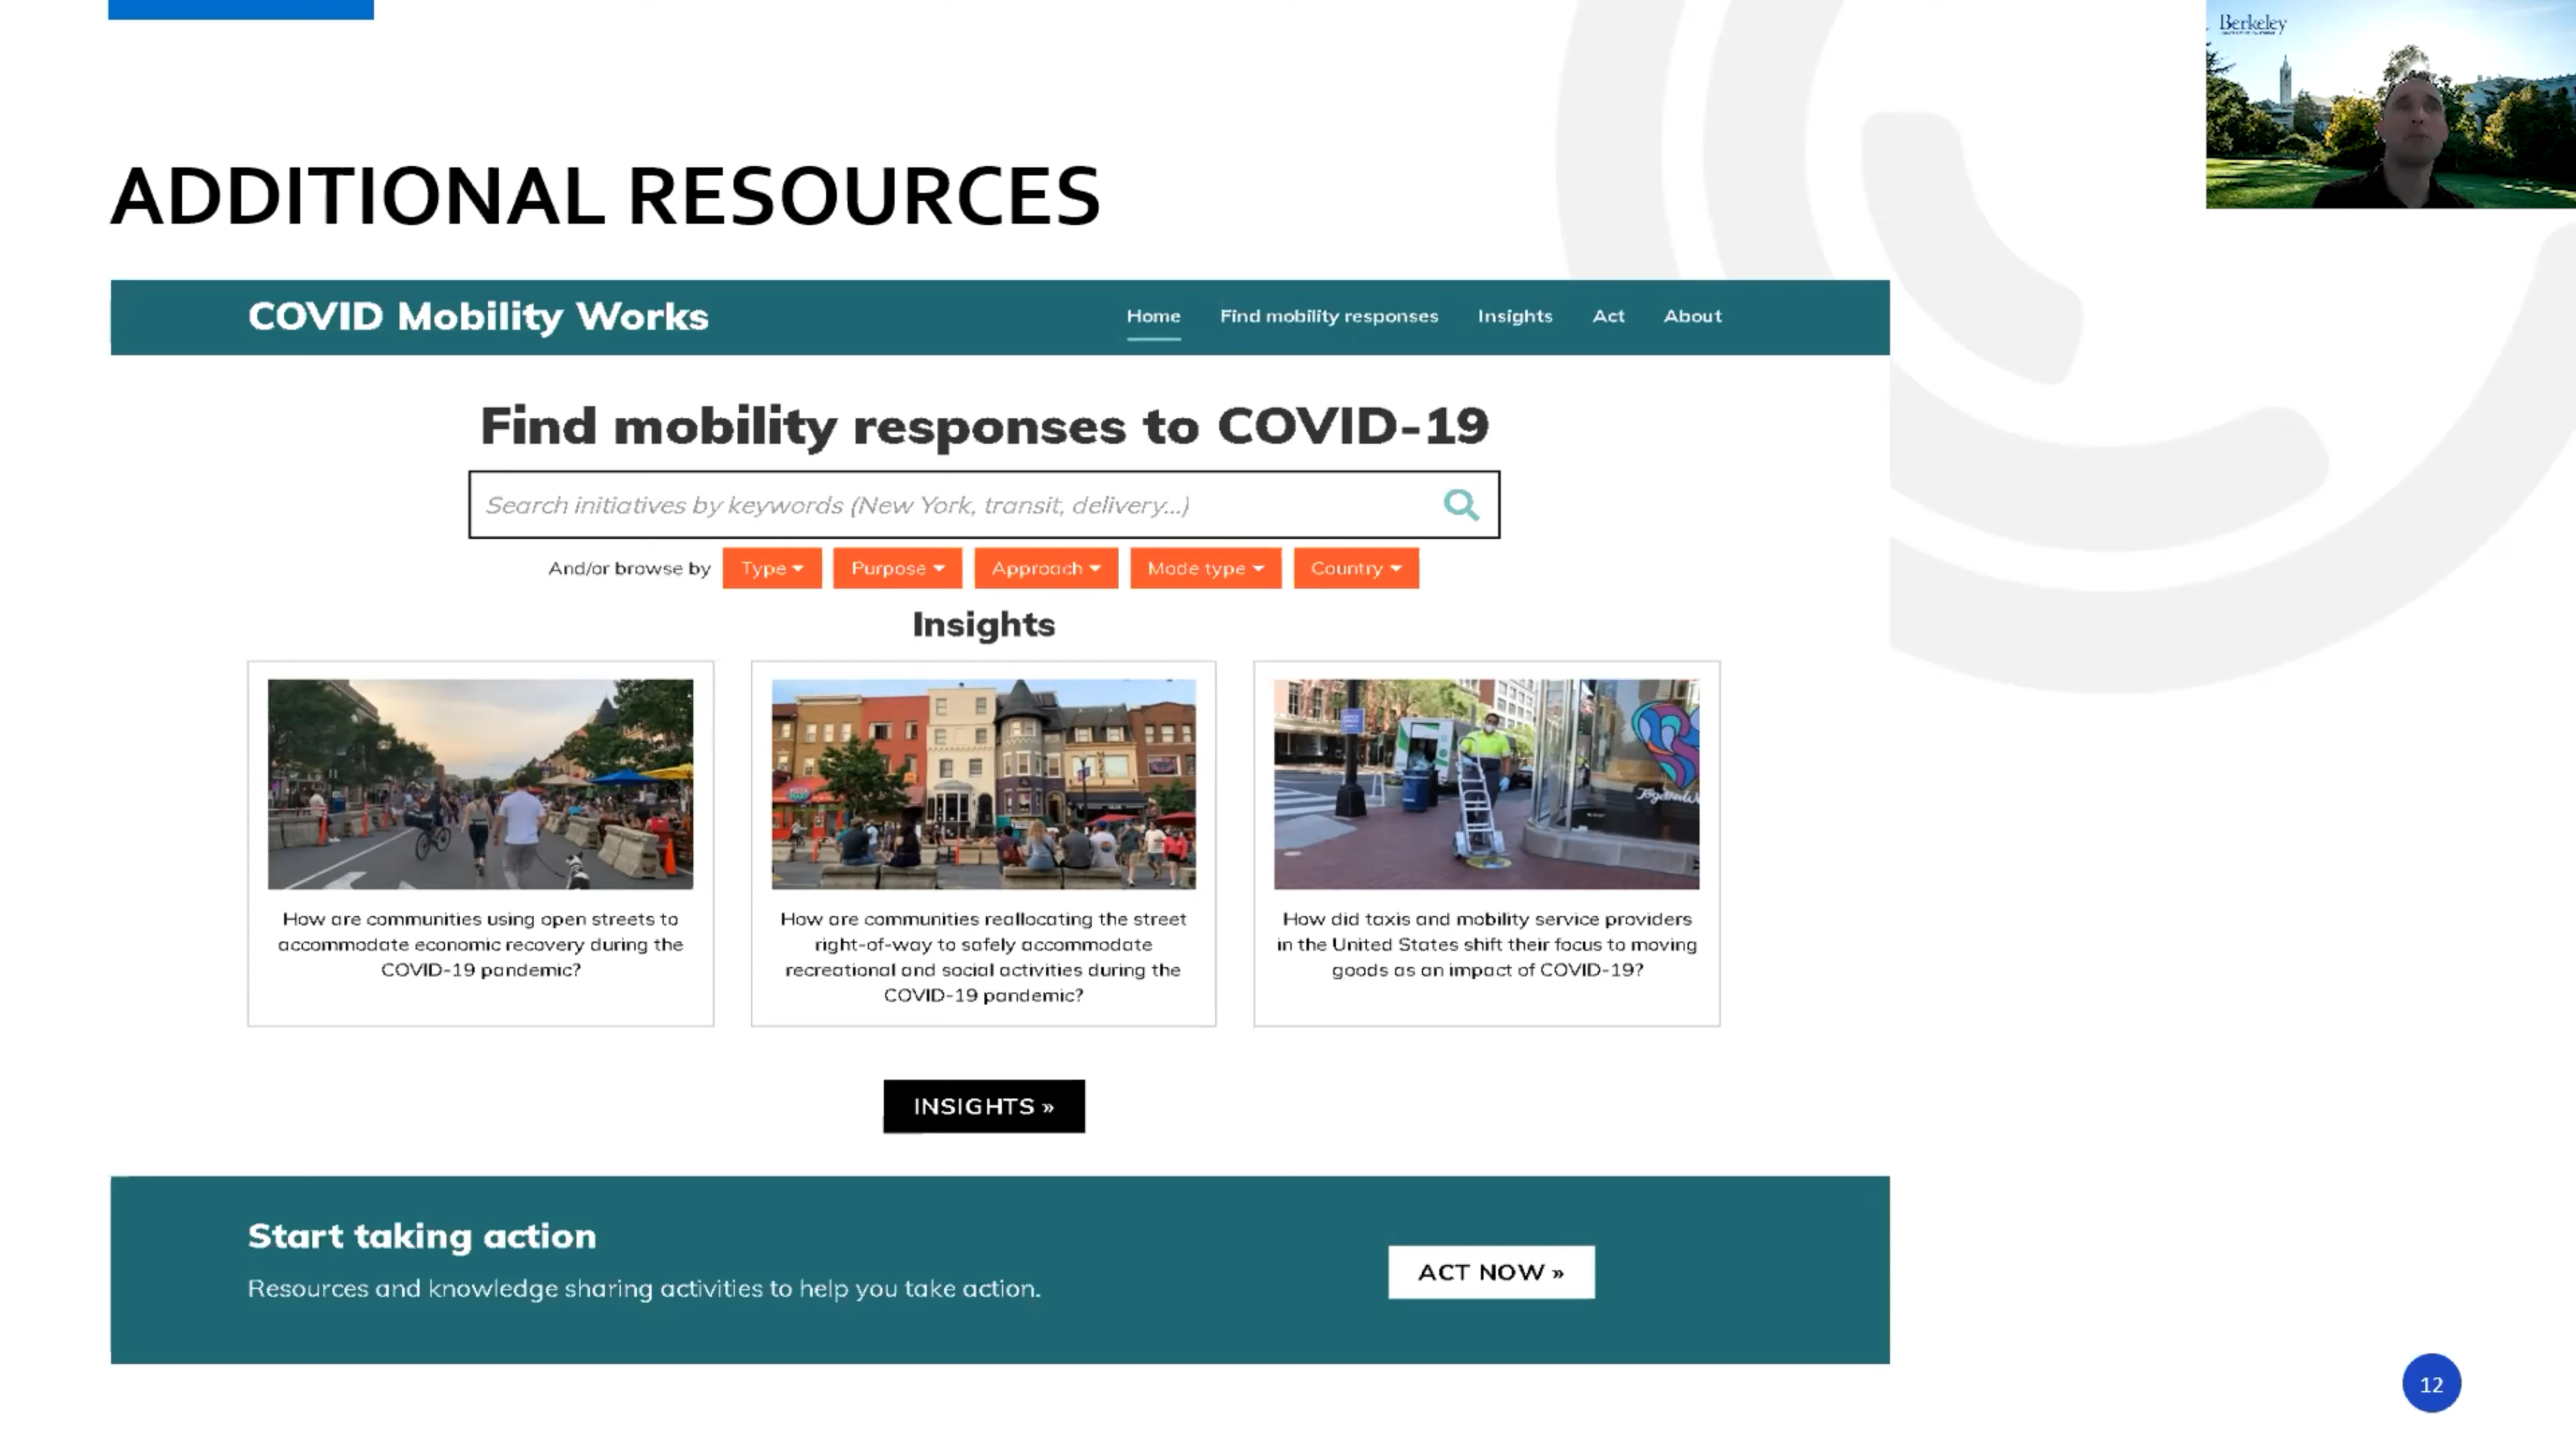 Berkeley
ADDITIONAL RESOURCES
COVID Mobility Works
Home Find mobility responses Insights Act About
Find mobility responses to COVID-19
Search initiatives by keywords (New York, transit, delivery...)
And/or browse by Type Purpose Approach Mode type Country
Insights
How are communities using open streets to
accommodate economic recovery during the
COVID-19 pandemic?
How are communities reallocating the street
right-of-way to safely accommodate
recreational and social activities during the
COVID-19 pandemic?
How did taxis and mobility service providers
in the United States shift their focus to moving
goods as an impact of COVID-19?
INSIGHTS »
Start taking action
Resources and knowledge sharing activities to help you take action.
ACT NOW »
12